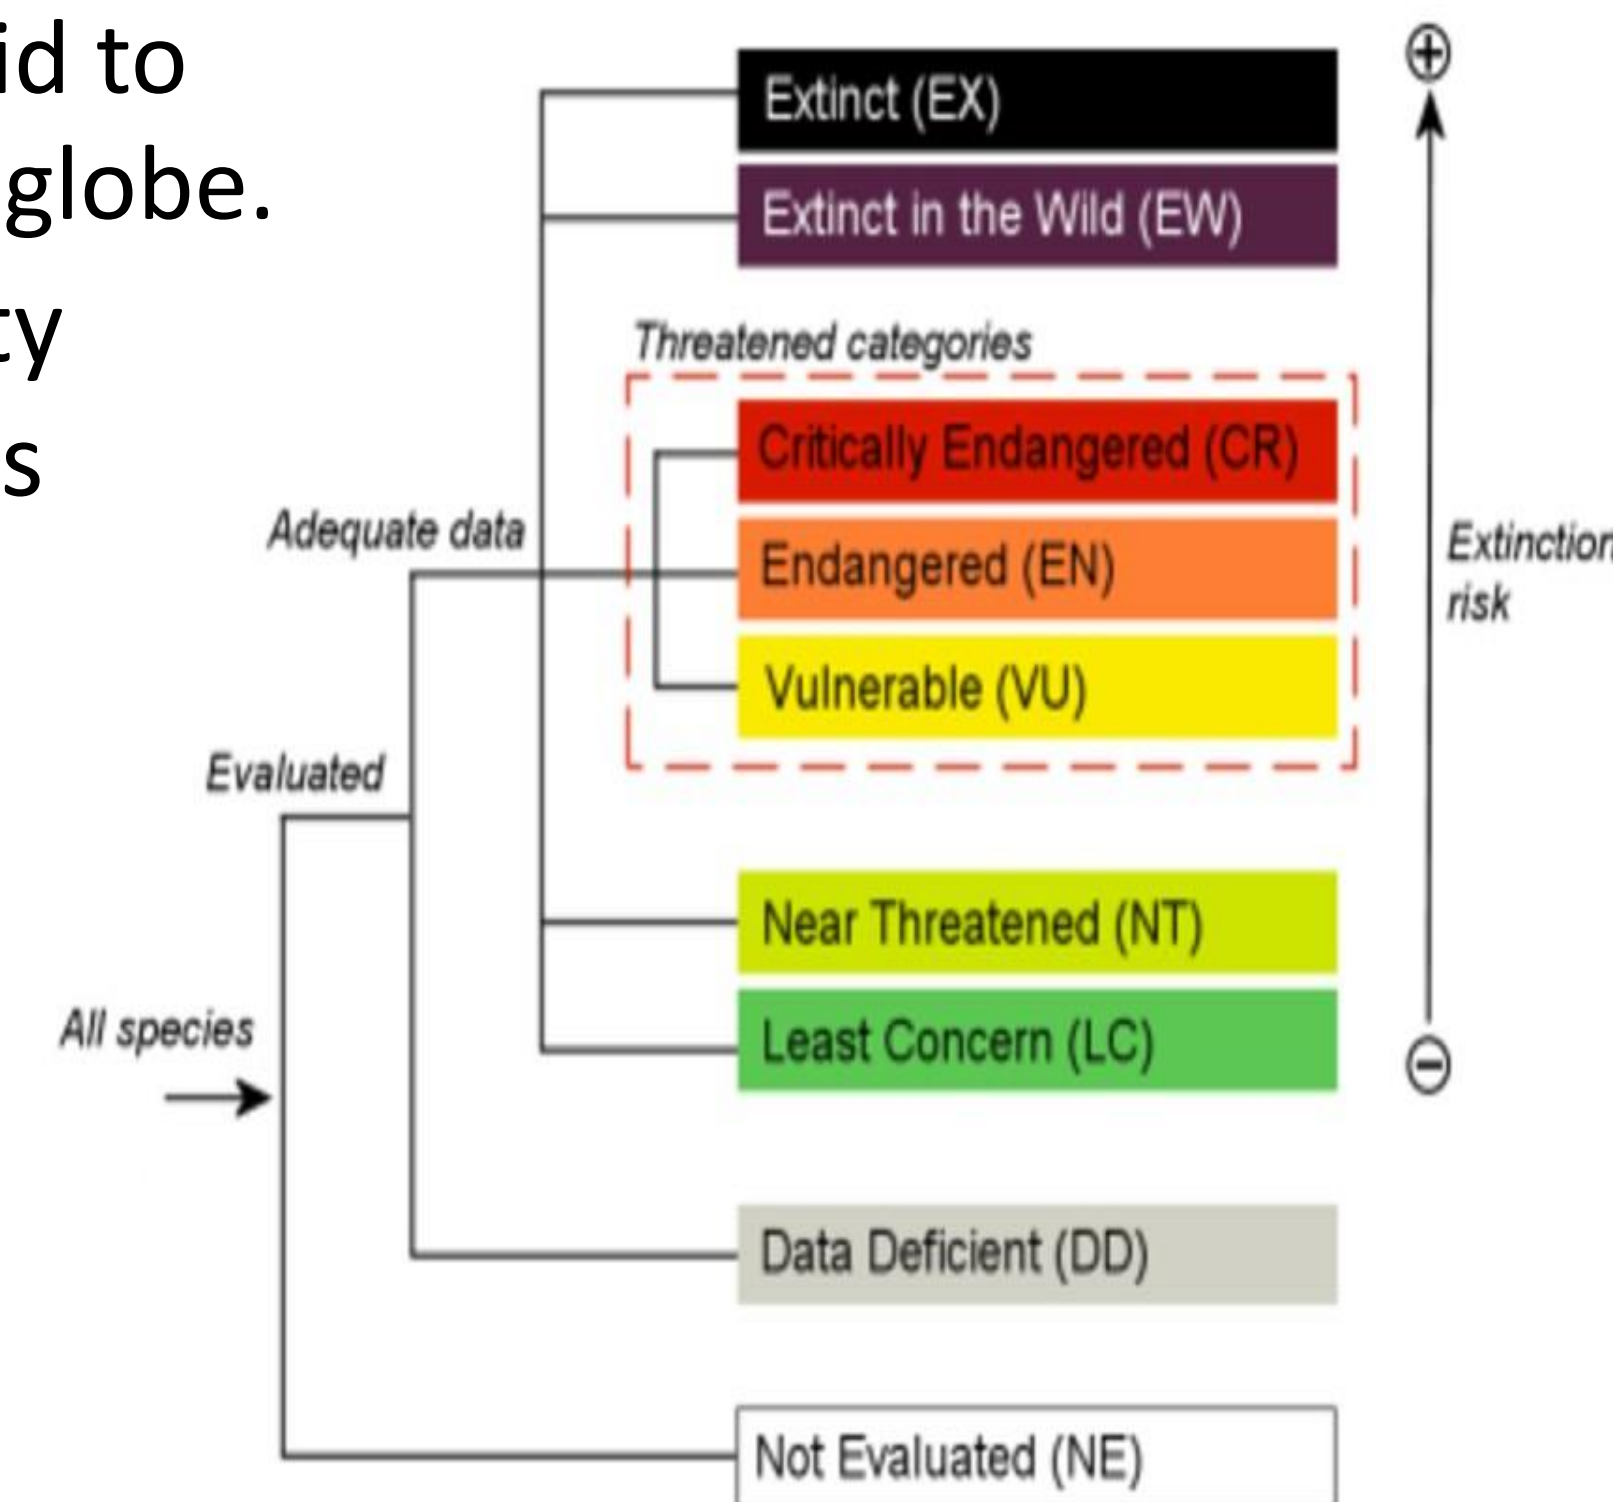 id to
globe.
ty
s
Extinct (EX)
Extinct in the Wild (EW)
Threatened categories
Critically Endangered (CR)
Adequate data
Endangered (EN)
Extinction
risk
Vulnerable (VU)
Evaluated
Near Threatened (NT)
All species
Least Concern (LC)
Data Deficient (DD)
Not Evaluated (NE)